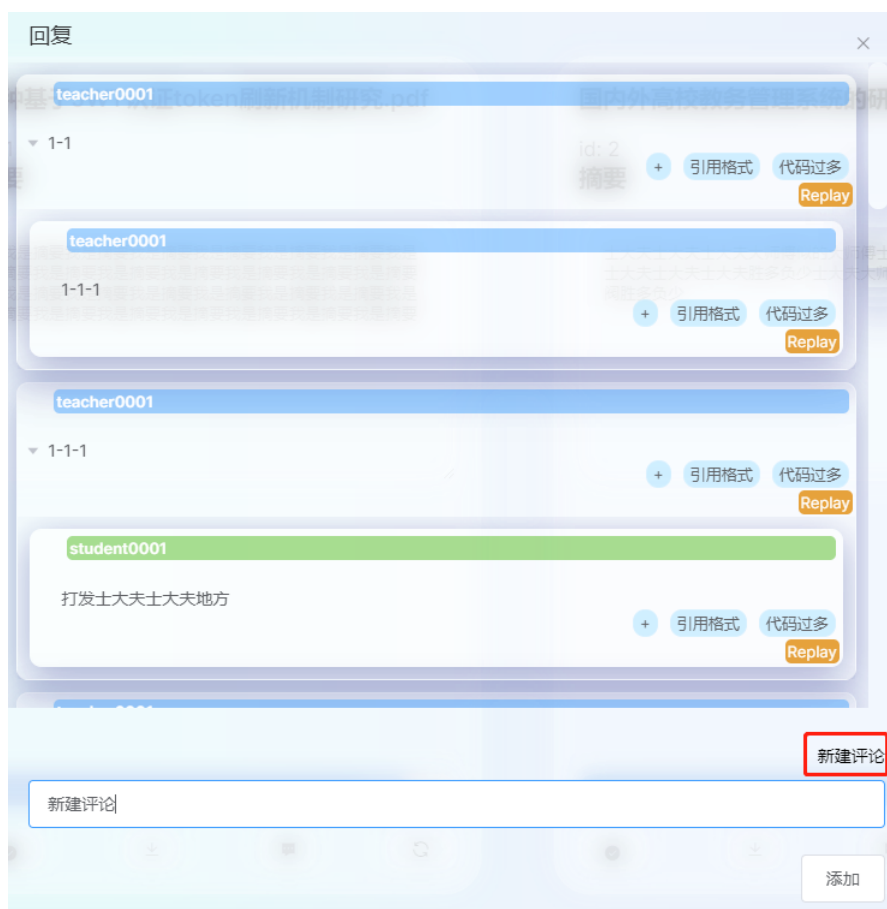 回复
teacher0001
1-1
+ 引用格式 代码过多
Replay
teacher0001
1-1-1
+ 引用格式 代码过多
Replay
teacher0001
1-1-1
+ 引用格式 代码过多
Replay
student0001
打发士大夫士大夫地方
+ 引用格式 代码过多
Replay
新建评论
新建评论
添加